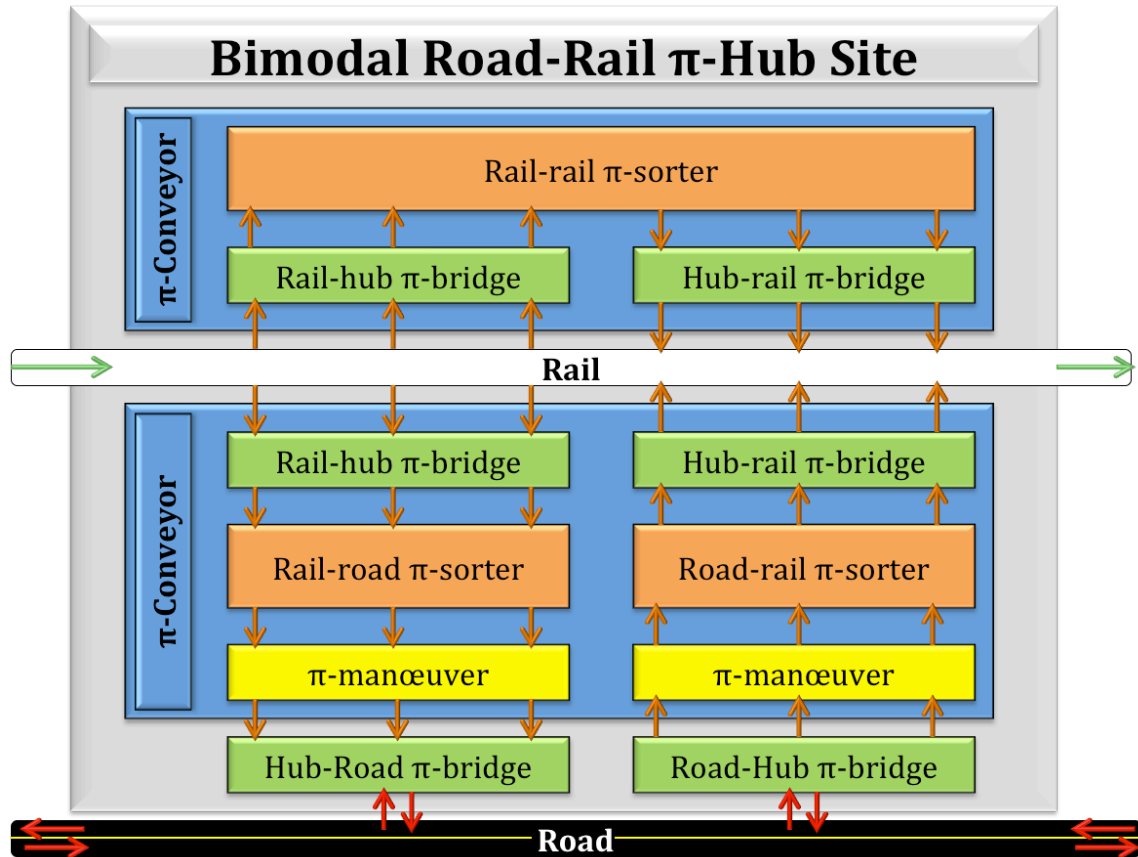 Bimodal Road-Rail π-Hub Site
π-Conveyor
Rail-rail π-sorter
Rail-hub π-bridge
Hub-rail π-bridge
Rail
π-Conveyor
Rail-hub π-bridge
Hub-rail π-bridge
Rail-road π-sorter
Road-rail π-sorter
π-manœuver
π-manœuver
Hub-Road π-bridge
Road-Hub π-bridge
Road